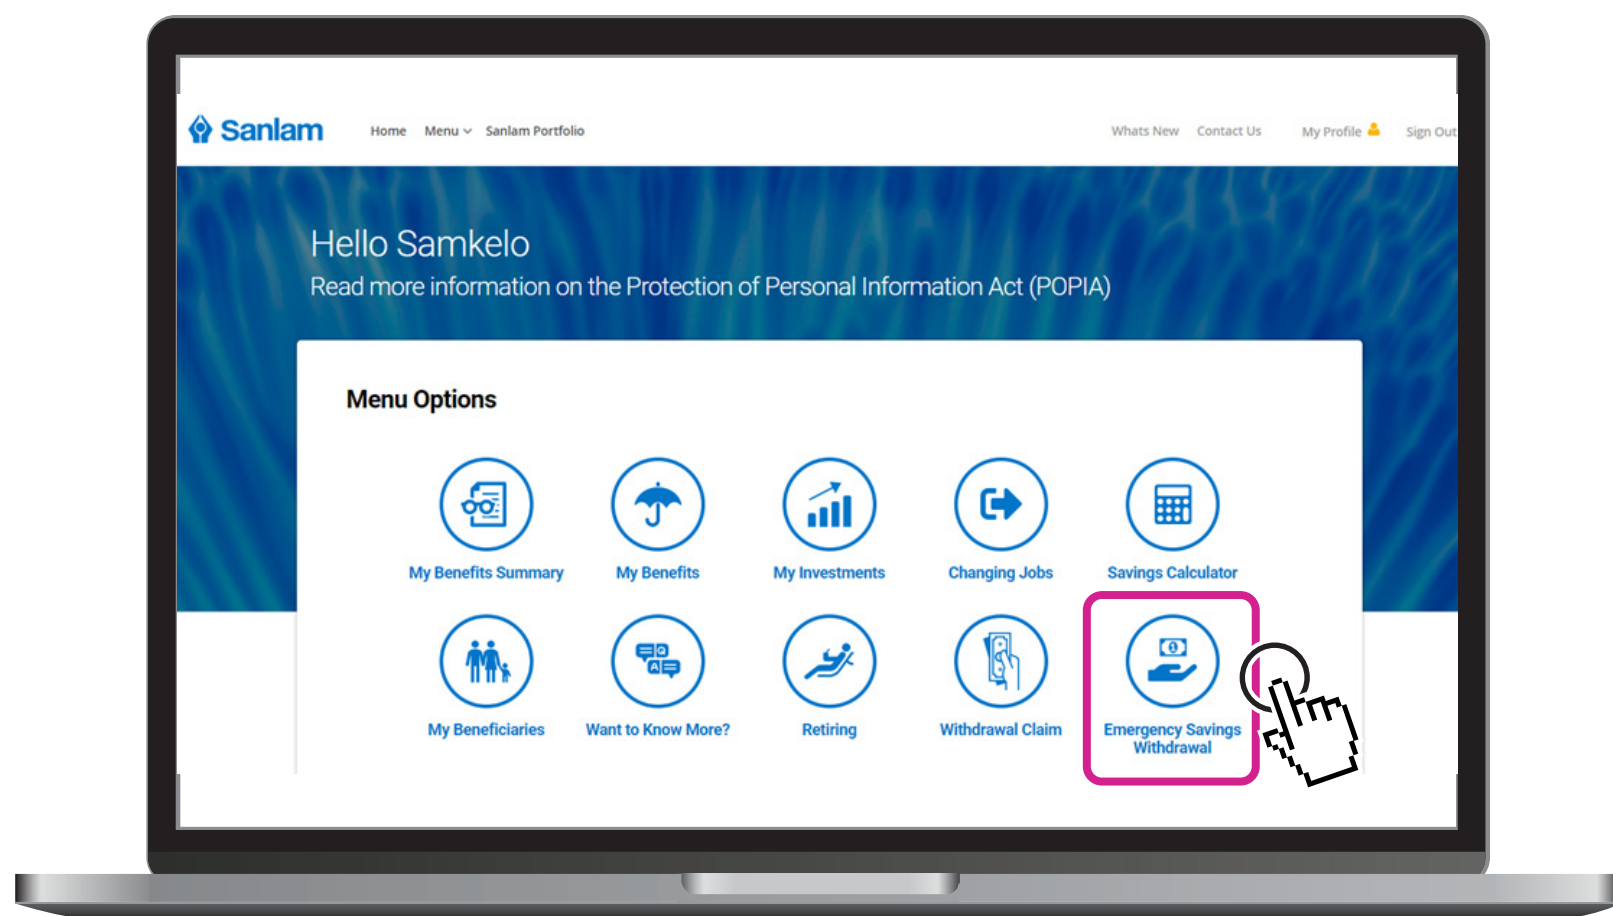 Sanlam
Home Menu Sanlam Portfolio Whats New Contact Us My Profile Sign Out
Hello Samkelo
Read more information on the Protection of Personal Information Act (POPIA)
Menu Options
My Benefits Summary My Benefits My Investments Changing Jobs Savings Calculator
My Beneficiaries Want to Know More? Retiring Withdrawal Claim Emergency Savings
Withdrawal